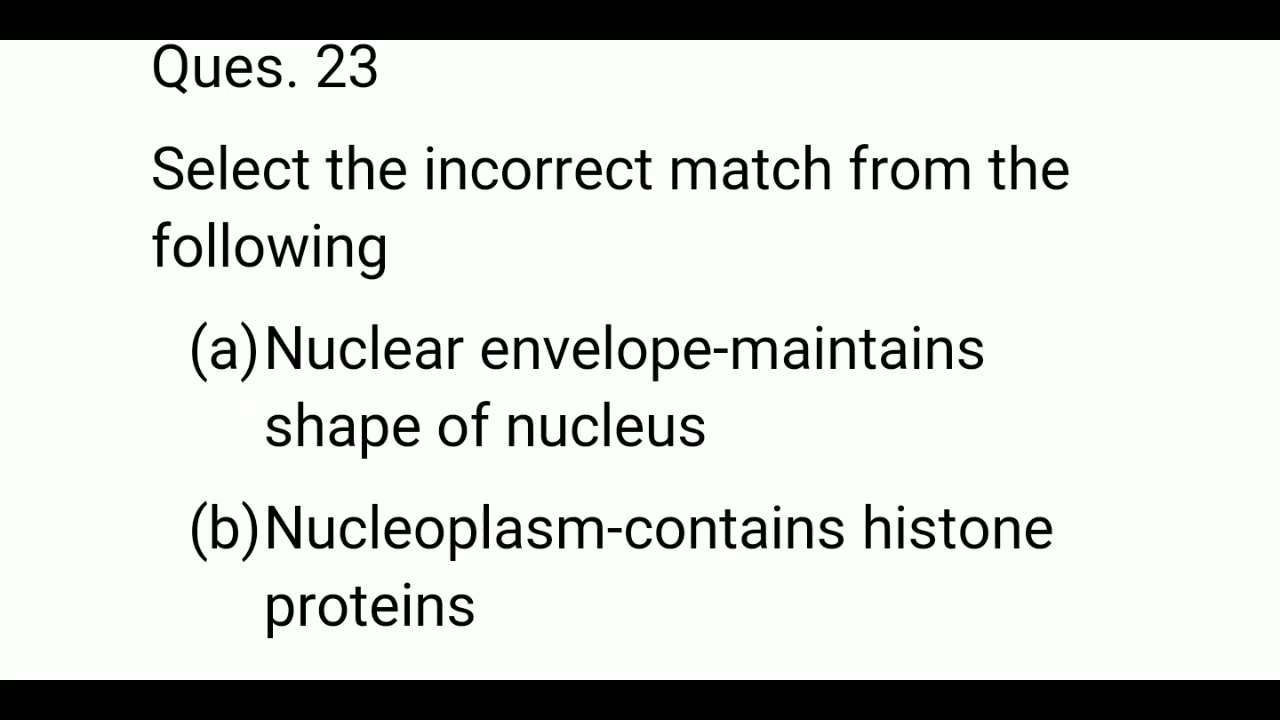 Ques. 23
Select the incorrect match from the
following
(a)Nuclear envelope-maintains
shape of nucleus
(b)Nucleoplasm-contains histone
proteins